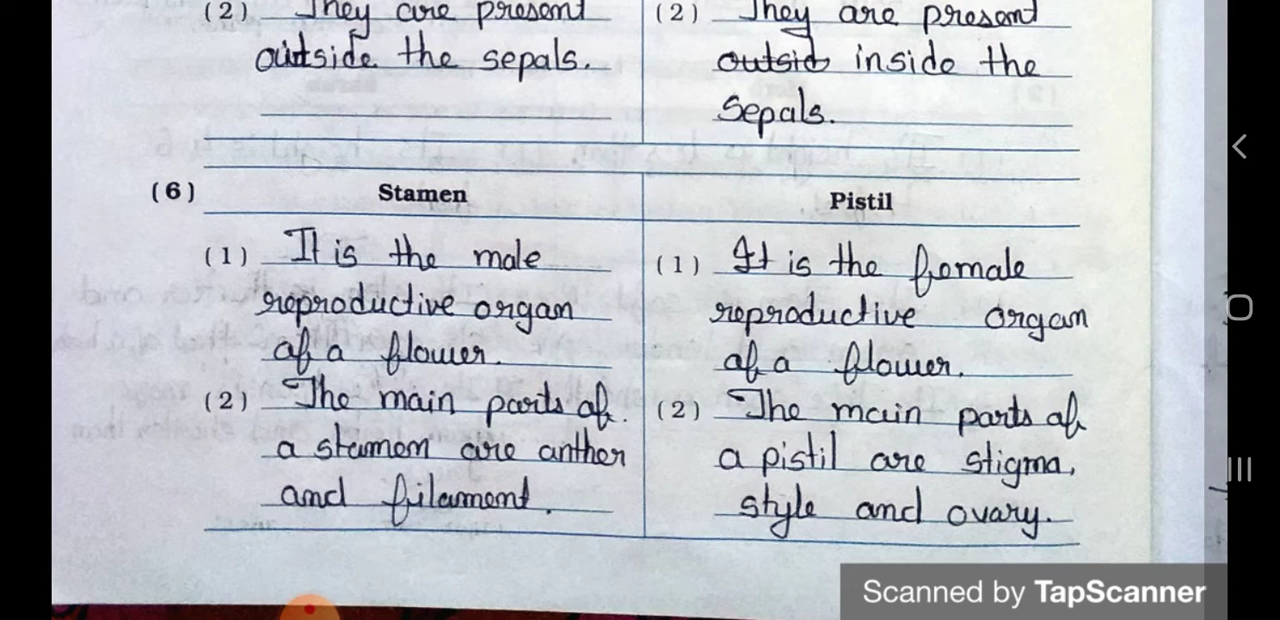 (2) They are present
outside the sepals.
(2) They are present
outsid inside the
sepals.
(6)
Stamen
Pistil
(1) It is the male
reproductive organ
of a flower.
(2) The main parts of
a stamen are anther
and filament.
(1) It is the female
reproductive organ
of a flower.
(2) The main parts of
a pistil are stigma,
style and ovary.
Scanned by TapScanner